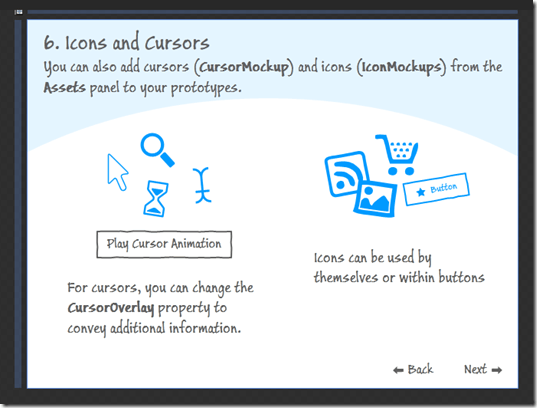 6. Icons and Cursors
You can also add cursors (CursorMockup) and icons (IconMockups) from the
Assets panel to your prototypes.
Button
Play Cursor Animation
For cursors, you can change the
CursorOverlay property to
convey additional information.
Icons can be used by
themselves or within buttons
Back
Next